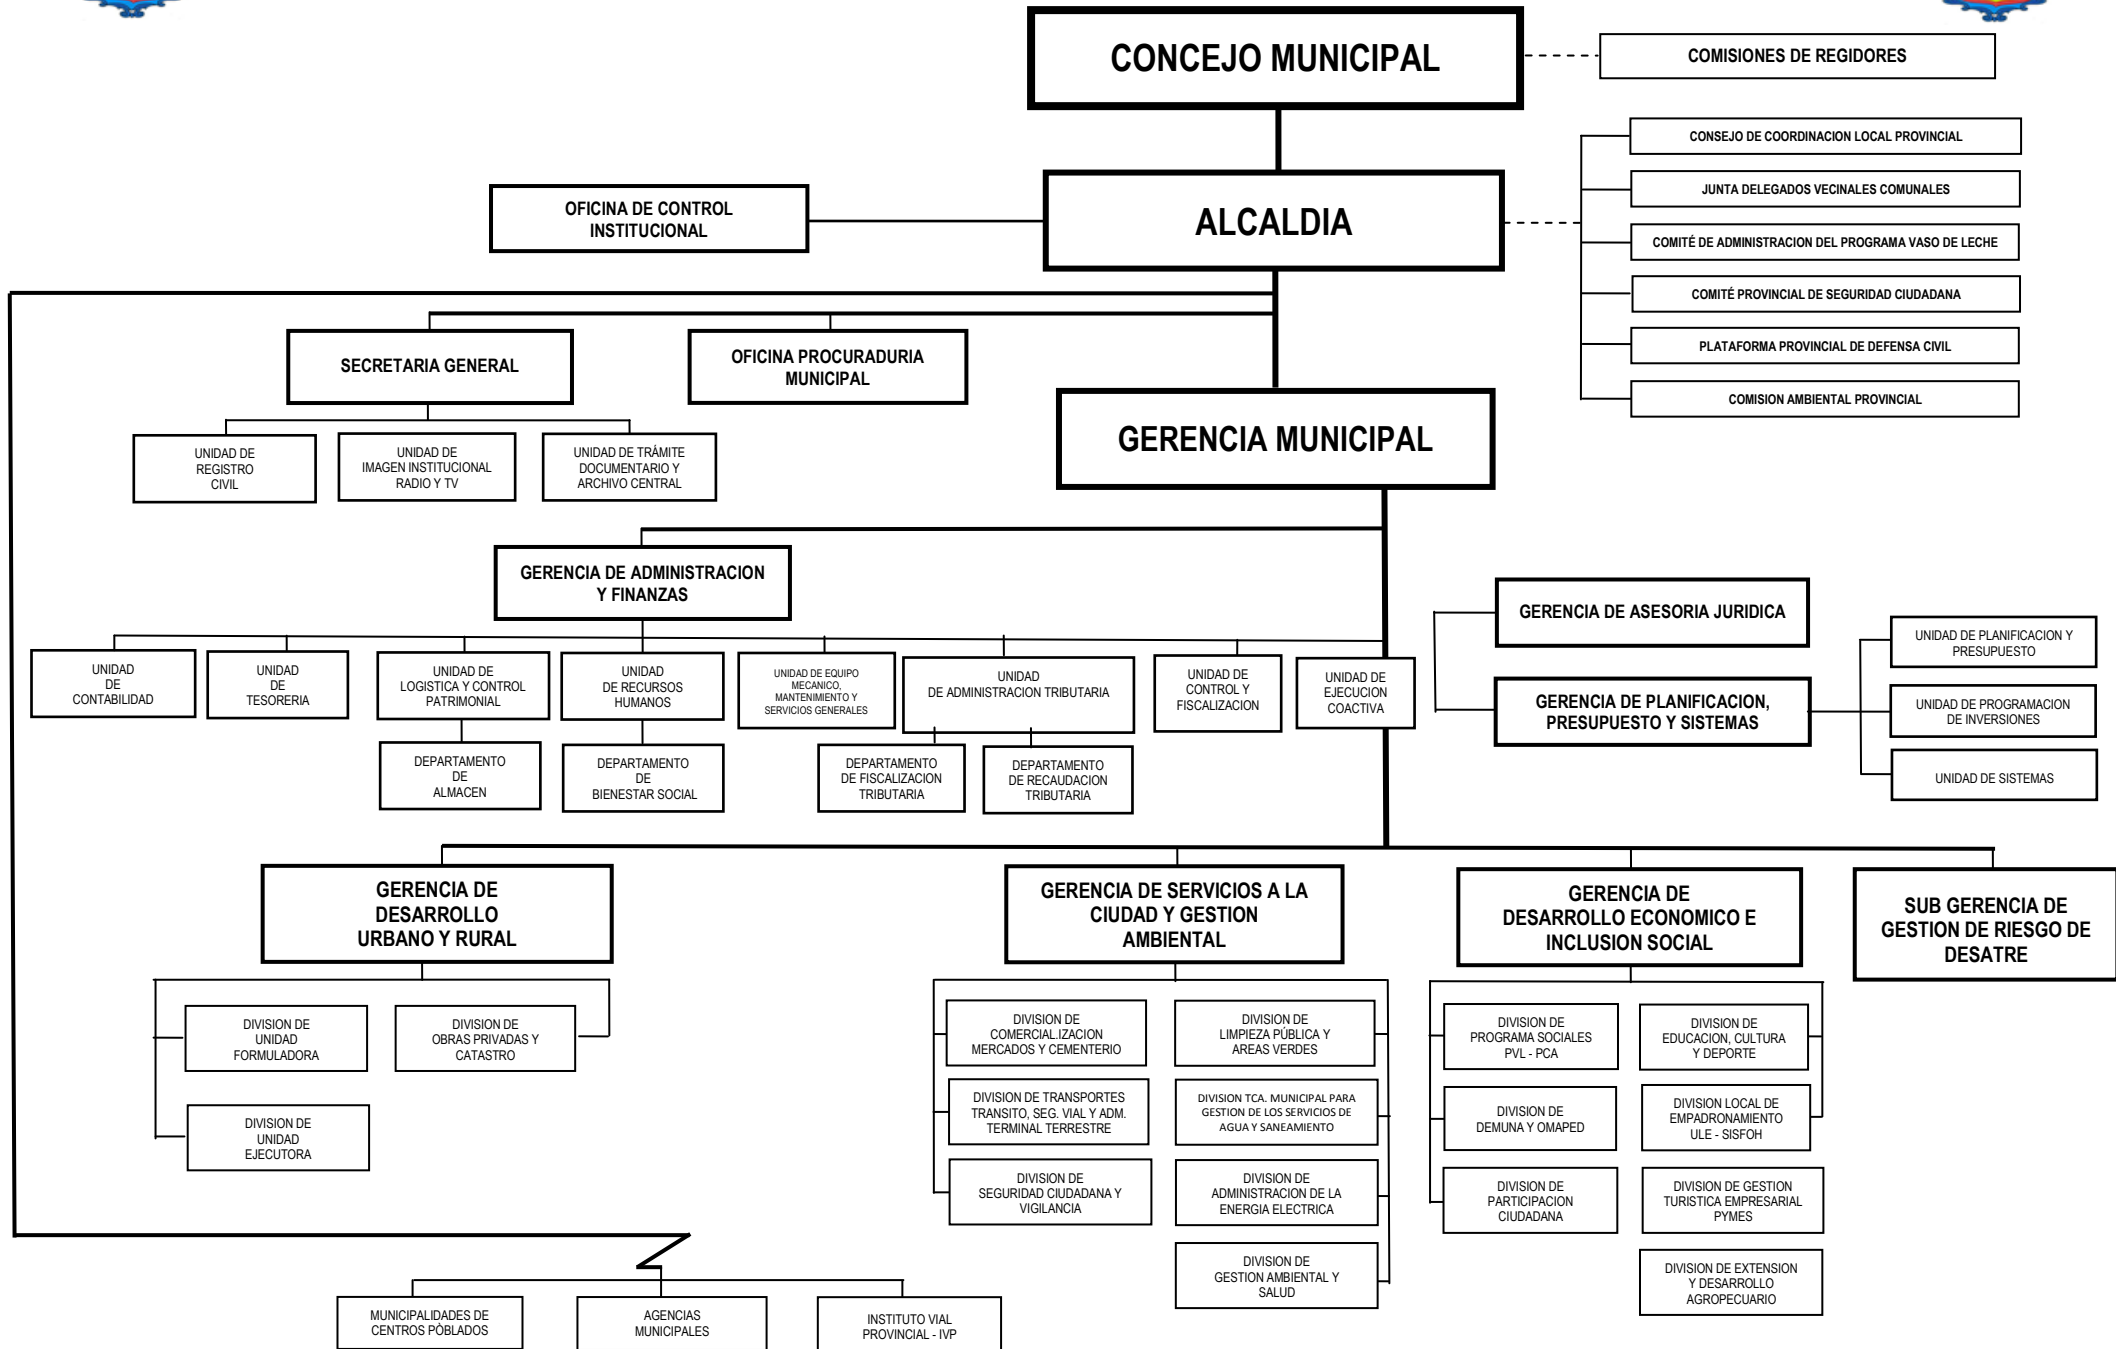 CONCEJO MUNICIPAL
COMISIONES DE REGIDORES
CONSEJO DE COORDINACION LOCAL PROVINCIAL
JUNTA DELEGADOS VECINALES COMUNALES
COMITÉ DE ADMINISTRACION DEL PROGRAMA VASO DE LECHE
COMITÉ PROVINCIAL DE SEGURIDAD CIUDADANA
PLATAFORMA PROVINCIAL DE DEFENSA CIVIL
COMISION AMBIENTAL PROVINCIAL
OFICINA DE CONTROL
INSTITUCIONAL
ALCALDIA
SECRETARIA GENERAL
OFICINA PROCURADURIA
MUNICIPAL
UNIDAD DE
REGISTRO
CIVIL
UNIDAD DE
IMAGEN INSTITUCIONAL
RADIO Y TV
UNIDAD DE TRÁMITE
DOCUMENTARIO Y
ARCHIVO CENTRAL
GERENCIA MUNICIPAL
GERENCIA DE ADMINISTRACION
Y FINANZAS
UNIDAD
DE
CONTABILIDAD
UNIDAD
DE
TESORERIA
UNIDAD DE
LOGISTICA Y CONTROL
PATRIMONIAL
UNIDAD
DE RECURSOS
HUMANOS
UNIDAD DE EQUIPO
MECANICO,
MANTENIMIENTO Y
SERVICIOS GENERALES
UNIDAD
DE ADMINISTRACION TRIBUTARIA
UNIDAD DE
CONTROL Y
FISCALIZACION
UNIDAD DE
EJECUCION
COACTIVA
DEPARTAMENTO
DE
ALMACEN
DEPARTAMENTO
DE
BIENESTAR SOCIAL
DEPARTAMENTO
DE FISCALIZACION
TRIBUTARIA
DEPARTAMENTO
DE RECAUDACION
TRIBUTARIA
GERENCIA DE ASESORIA JURIDICA
GERENCIA DE PLANIFICACION,
PRESUPUESTO Y SISTEMAS
UNIDAD DE PLANIFICACION Y
PRESUPUESTO
UNIDAD DE PROGRAMACION
DE INVERSIONES
UNIDAD DE SISTEMAS
GERENCIA DE
DESARROLLO
URBANO Y RURAL
GERENCIA DE SERVICIOS A LA
CIUDAD Y GESTION
AMBIENTAL
GERENCIA DE
DESARROLLO ECONOMICO E
INCLUSION SOCIAL
SUB GERENCIA DE
GESTION DE RIESGO DE
DESATRE
DIVISION DE
UNIDAD
FORMULADORA
DIVISION DE
OBRAS PRIVADAS Y
CATASTRO
DIVISION DE
UNIDAD
EJECUTORA
DIVISION DE
COMERCIAL.IZACION
MERCADOS Y CEMENTERIO
DIVISION DE
LIMPIEZA PÚBLICA Y
AREAS VERDES
DIVISION DE TRANSPORTES
TRANSITO, SEG. VIAL Y ADM.
TERMINAL TERRESTRE
DIVISION TCA. MUNICIPAL PARA
GESTION DE LOS SERVICIOS DE
AGUA Y SANEAMIENTO
DIVISION DE
SEGURIDAD CIUDADANA Y
VIGILANCIA
DIVISION DE
ADMINISTRACION DE LA
ENERGIA ELECTRICA
DIVISION DE
GESTION AMBIENTAL Y
SALUD
DIVISION DE
PROGRAMA SOCIALES
PVL - PCA
DIVISION DE
EDUCACION, CULTURA
Y DEPORTE
DIVISION DE
DEMUNA Y OMAPED
DIVISION LOCAL DE
EMPADRONAMIENTO
ULE - SISFOH
DIVISION DE
PARTICIPACION
CIUDADANA
DIVISION DE GESTION
TURISTICA EMPRESARIAL
PYMES
DIVISION DE EXTENSION
Y DESARROLLO
AGROPECUARIO
MUNICIPALIDADES DE
CENTROS PÒBLADOS
AGENCIAS
MUNICIPALES
INSTITUTO VIAL
PROVINCIAL - IVP